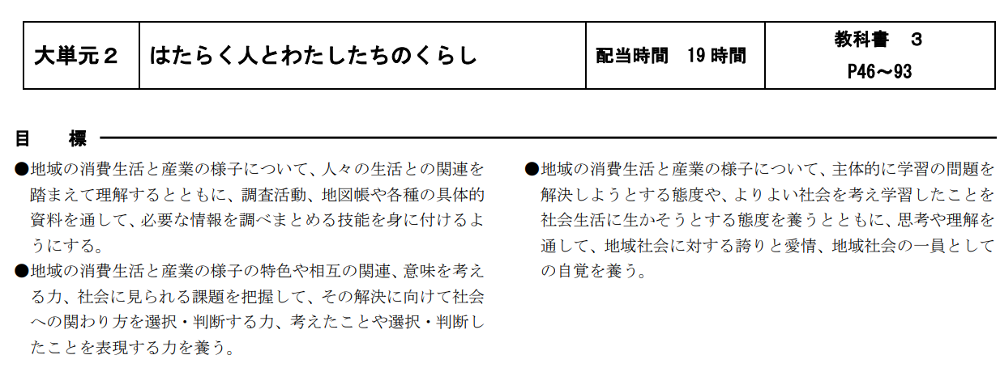 大単元２
はたらく人とわたしたちのくらし
配当時間　19 時間
教科書　３
P46～93
目　　標
●地域の消費生活と産業の様子について、人々の生活との関連を
踏まえて理解するとともに、調査活動、地図帳や各種の具体的
資料を通して、必要な情報を調べまとめる技能を身に付けるよ
うにする。
●地域の消費生活と産業の様子の特色や相互の関連、意味を考え
る力、社会に見られる課題を把握して、その解決に向けて社会
への関わり方を選択・判断する力、考えたことや選択・判断し
たことを表現する力を養う。
●地域の消費生活と産業の様子について、主体的に学習の問題を
解決しようとする態度や、よりよい社会を考え学習したことを
社会生活に生かそうとする態度を養うとともに、思考や理解を
通して、地域社会に対する誇りと愛情、地域社会の一員として
の自覚を養う。